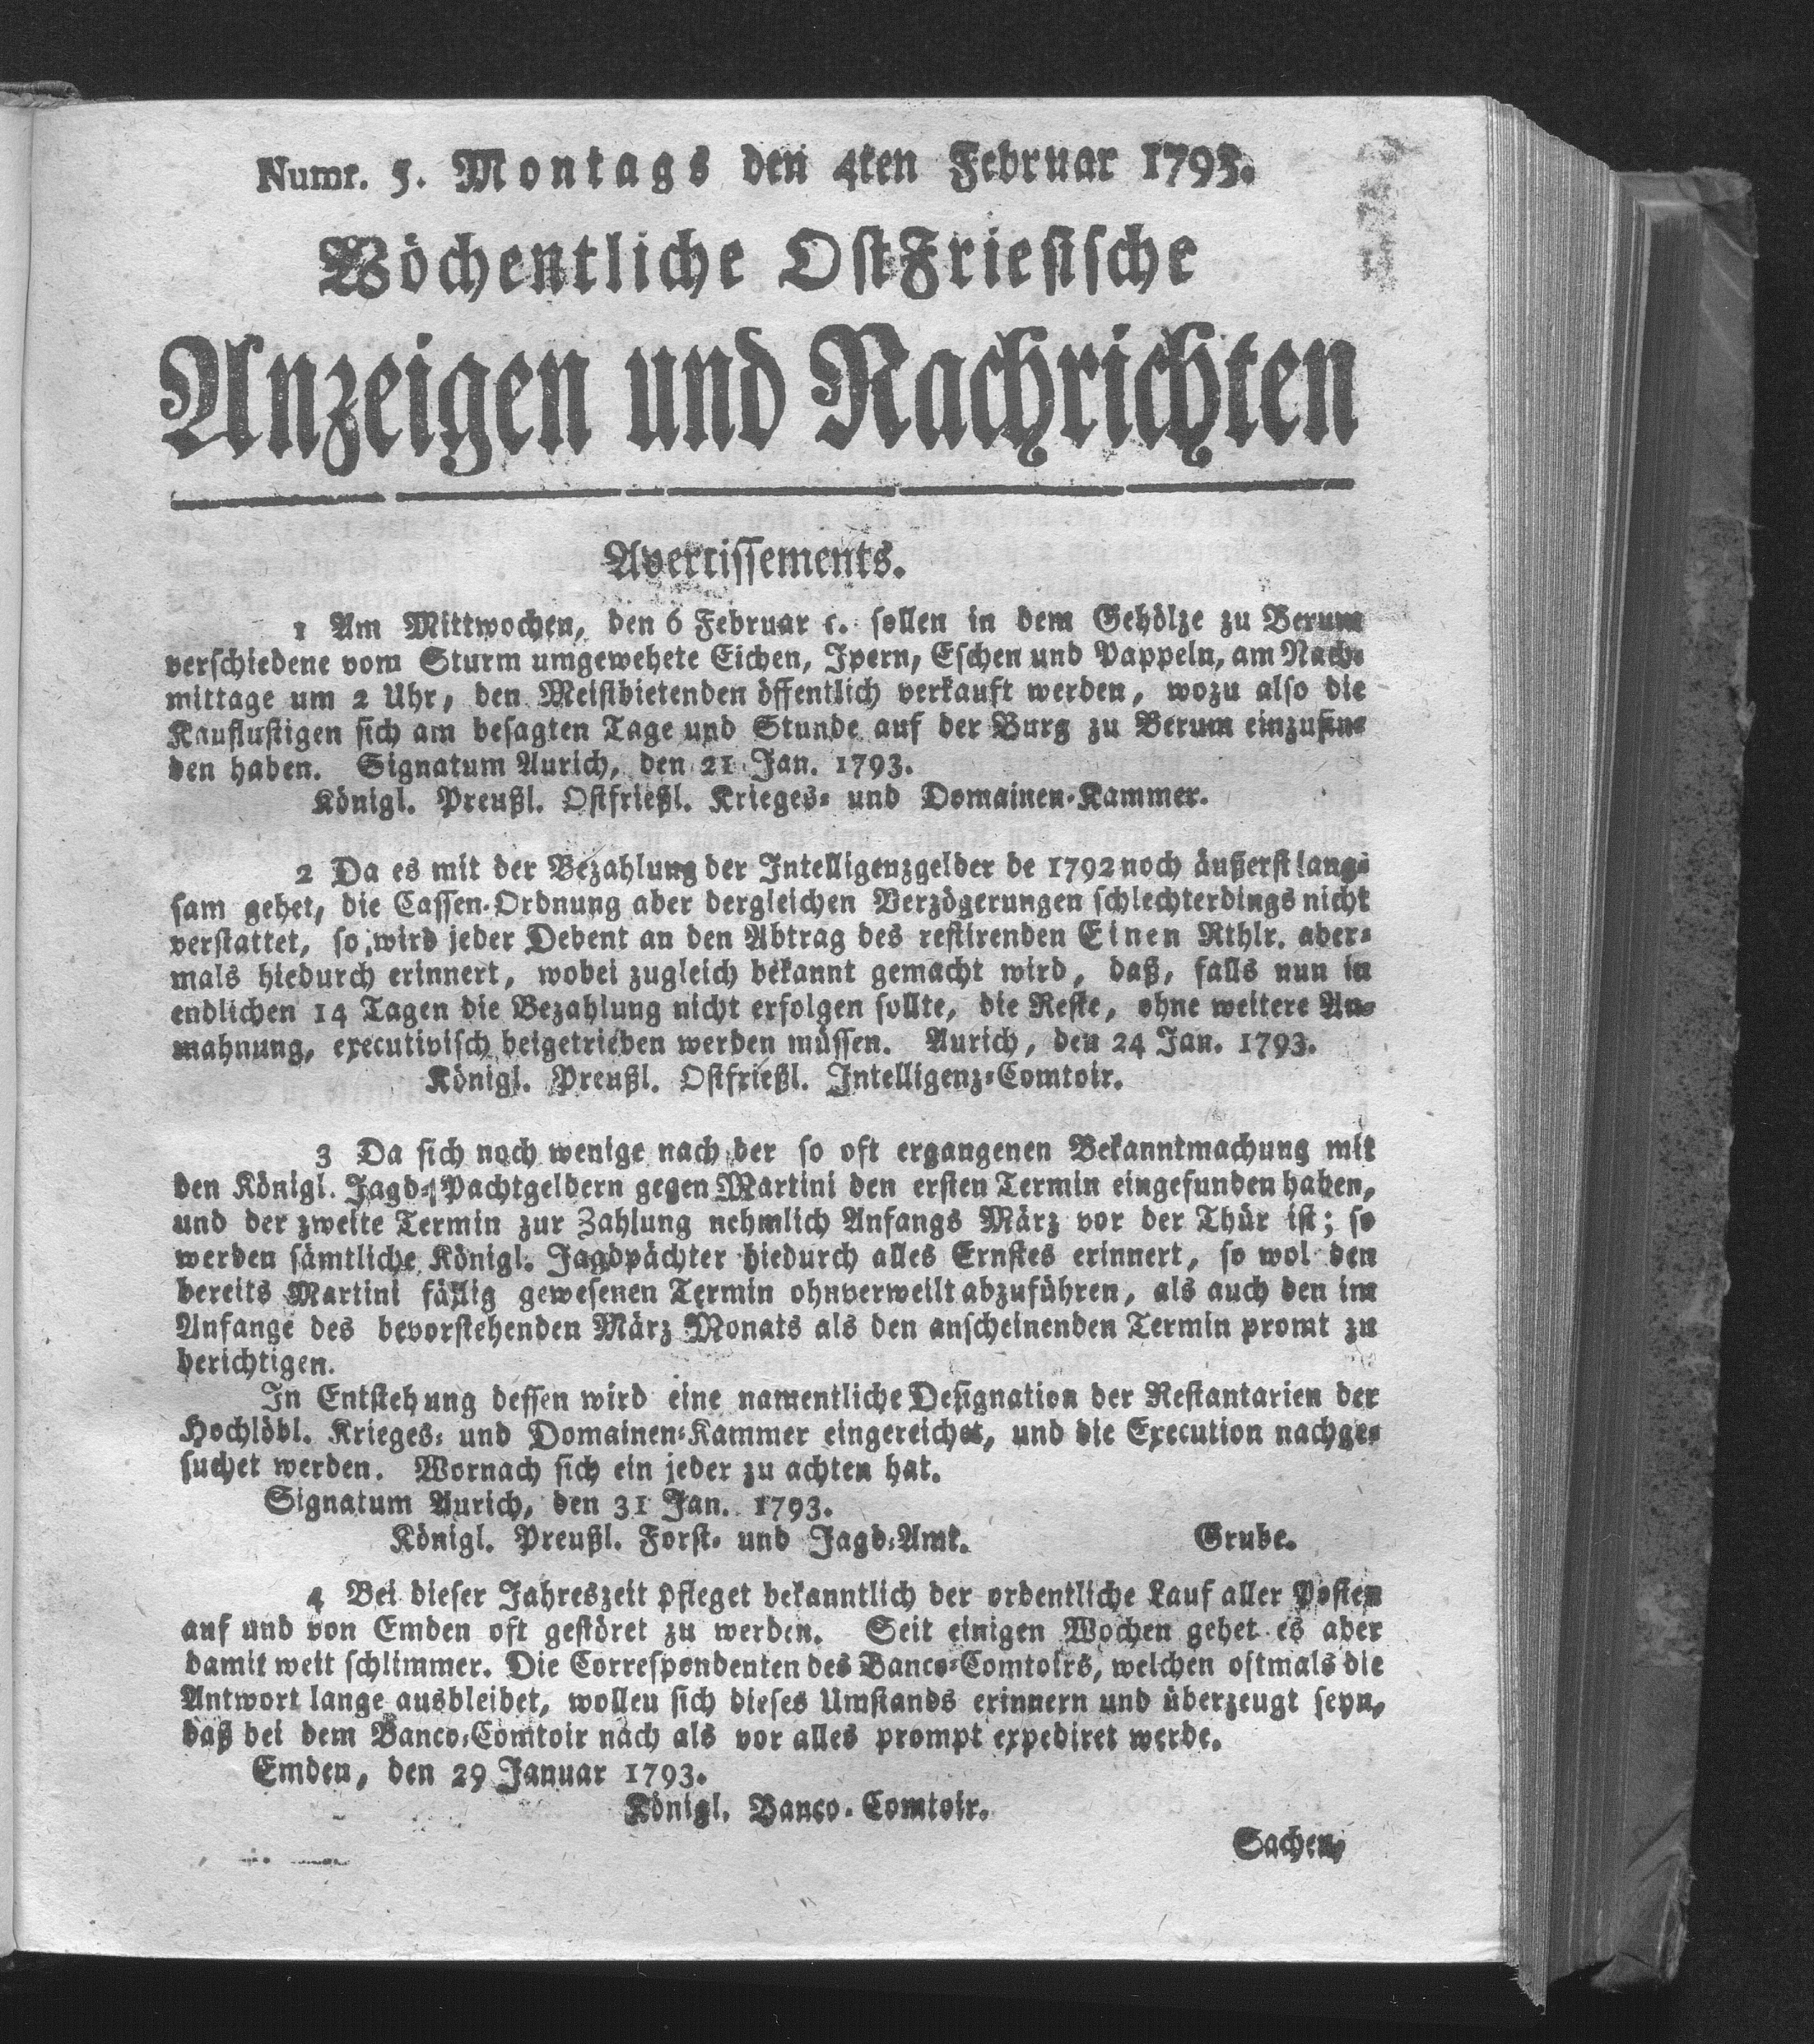 Numr. 5. Montags den 4ten Februar 1793.
Wöchentliche OstFriesische
Anzeigen und Nachrichten
Avertissements.
1 Am Mittwochen, den 6 Februar c. sollen in dem Gehölze zu Berum
verschiedene vom Sturm umgewehete Eichen, Ipern, Eschen und Pappeln, am Nach-
mittage um 2 Uhr, den Meistbietenden öffentlich verkauft werden, wozu also die
Kauflustigen sich am besagten Tage und Stunde auf der Burg zu Berum einzufin-
den haben. Signatum Aurich, den 21 Jan. 1793.
Königl. Preußl. Ostfrießl. Krieges- und Domainen-Kammer.
2 Da es mit der Bezahlung der Intelligenzgelder de 1792 noch äußerst lang-
sam gehet, die Cassen-Ordnung aber dergleichen Verzögerungen schlechterdings nicht
verstattet, so wird jeder Debent an den Abtrag des restirenden Einen Rthlr. aber-
mals hiedurch erinnert, wobei zugleich bekannt gemacht wird, daß, falls nun in
endlichen 14 Tagen die Bezahlung nicht erfolgen sollte, die Reste, ohne weitere An-
mahnung, executivisch beigetrieben werden müssen. Aurich, den 24 Jan. 1793.
Königl. Preußl. Ostfrießl. Intelligenz-Comtoir.
3 Da sich noch wenige nach der so oft ergangenen Bekanntmachung mit
den Königl. Jagd-Pachtgeldern gegen Martini den ersten Termin eingefunden haben,
und der zweite Termin zur Zahlung nehmlich Anfangs März vor der Thür ist; so
werden sämtliche Königl. Jagdpächter hiedurch alles Ernstes erinnert, so wol den
bereits Martini fällig gewesenen Termin ohnverweilt abzuführen, als auch den im
Anfange des bevorstehenden März Monats als den anscheinenden Termin promt zu
berichtigen.
In Entstehung dessen wird eine namentliche Designation der Restantarien der
Hochlöbl. Krieges- und Domainen-Kammer eingereichet, und die Execution nachge-
suchet werden. Wornach sich ein jeder zu achten hat.
Signatum Aurich, den 31 Jan. 1793.
Königl. Preußl. Forst- und Jagd-Amt. Grube.
4 Bei dieser Jahreszeit pfleget bekanntlich der ordentliche Lauf aller Posten
auf und von Emden oft gestöret zu werden. Seit einigen Wochen gehet es aber
damit weit schlimmer. Die Correspondenten des Banco-Comtoirs, welchen oftmals die
Antwort lange ausbleibet, wollen sich dieses Umstands erinnern und überzeugt seyn,
daß bei dem Banco-Comtoir nach als vor alles prompt expediret werde.
Emden, den 29 Januar 1793.
Königl. Banco-Comtoir.
Sachen,